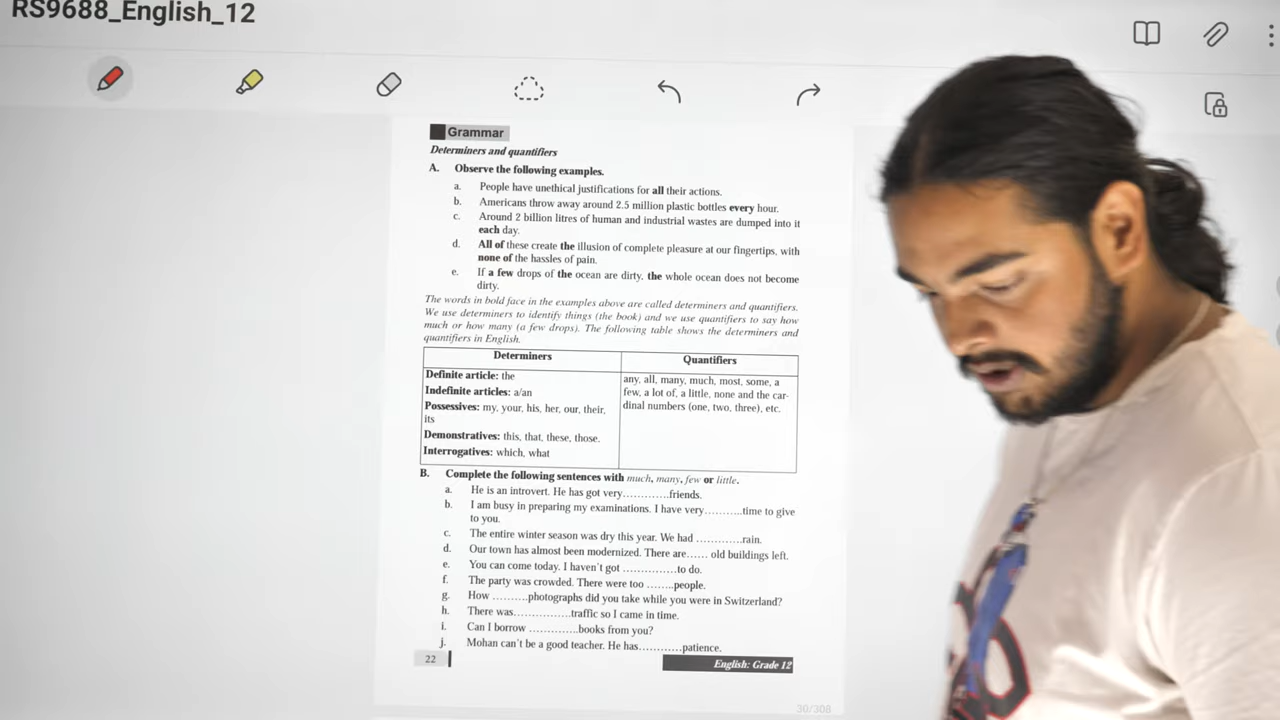 RS9688_English_12
Grammar
Determiners and quantifiers
A. Observe the following examples.
a. People have unethical justifications for all their actions.
b. Americans throw away around 2.5 million plastic bottles every hour.
c. Around 2 billion litres of human and industrial wastes are dumped into it
each day.
d. All of these create the illusion of complete pleasure at our fingertips, with
none of the hassles of pain.
e. If a few drops of the ocean are dirty, the whole ocean does not become
dirty.
The words in bold face in the examples above are called determiners and quantifiers.
We use determiners to identify things (the book) and we use quantifiers to say how
much or how many (a few drops). The following table shows the determiners and
quantifiers in English.
Determiners Quantifiers
Definite article: the
Indefinite articles: a/an
Possessives: my, your, his, her, our, their,
its
Demonstratives: this, that, these, those.
Interrogatives: which, what
any, all, many, much, most, some, a
few, a lot of, a little, none and the car-
dinal numbers (one, two, three), etc.
B. Complete the following sentences with much, many, few or little.
a. He is an introvert. He has got very............friends.
b. I am busy in preparing my examinations. I have very..........time to give
to you.
c. The entire winter season was dry this year. We had ............rain.
d. Our town has almost been modernized. There are...... old buildings left.
e. You can come today. I haven't got ..............to do.
f. The party was crowded. There were too .......people.
g. How .........photographs did you take while you were in Switzerland?
h. There was...............traffic so I came in time.
i. Can I borrow .............books from you?
j. Mohan can't be a good teacher. He has...........patience.
22 English: Grade 12
30/308